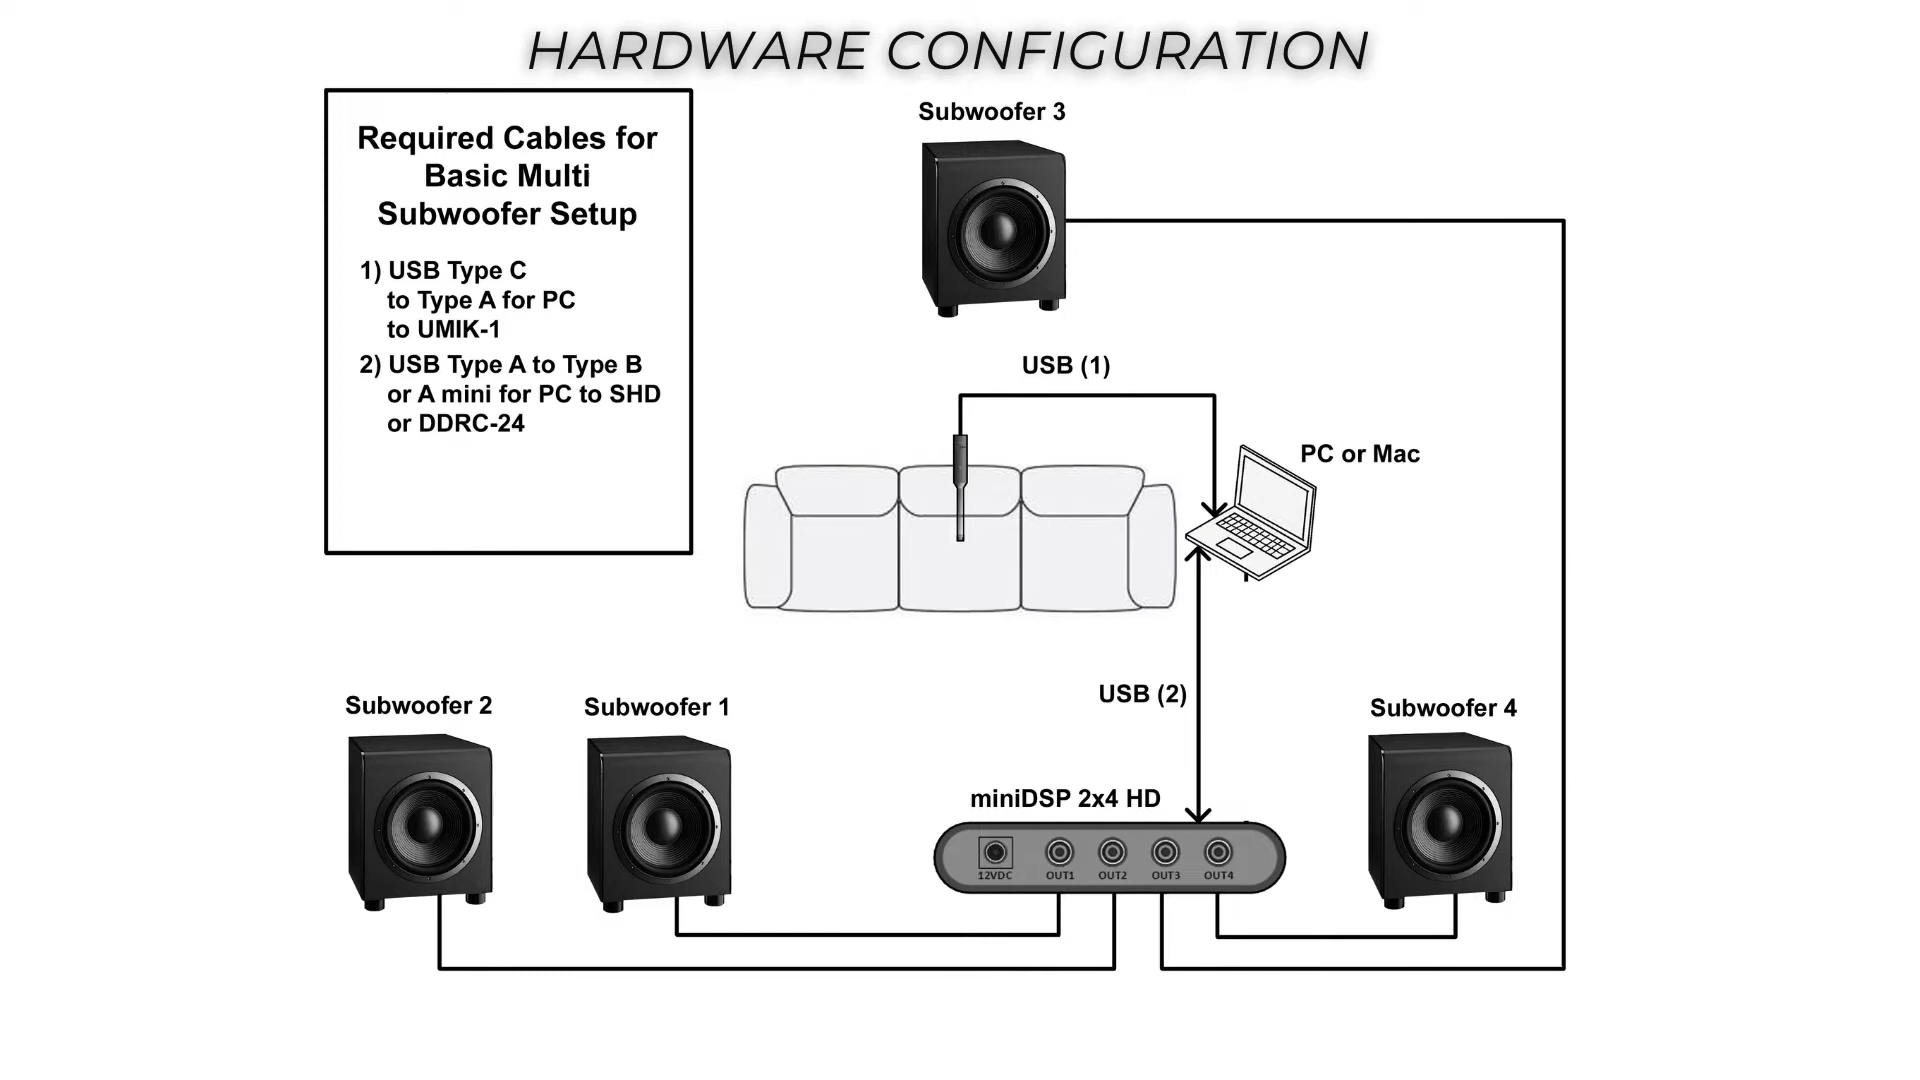 HARDWARE CONFIGURATION
Required Cables for
Basic Multi
Subwoofer Setup
1) USB Type C
to Type A for PC
to UMIK-1
2) USB Type A to Type B
or A mini for PC to SHD
or DDRC-24
Subwoofer 3
USB (1)
PC or Mac
Subwoofer 2
Subwoofer 1
USB (2)
Subwoofer 4
miniDSP 2x4 HD
12VDC OUT1 OUT2 OUT3 OUT4